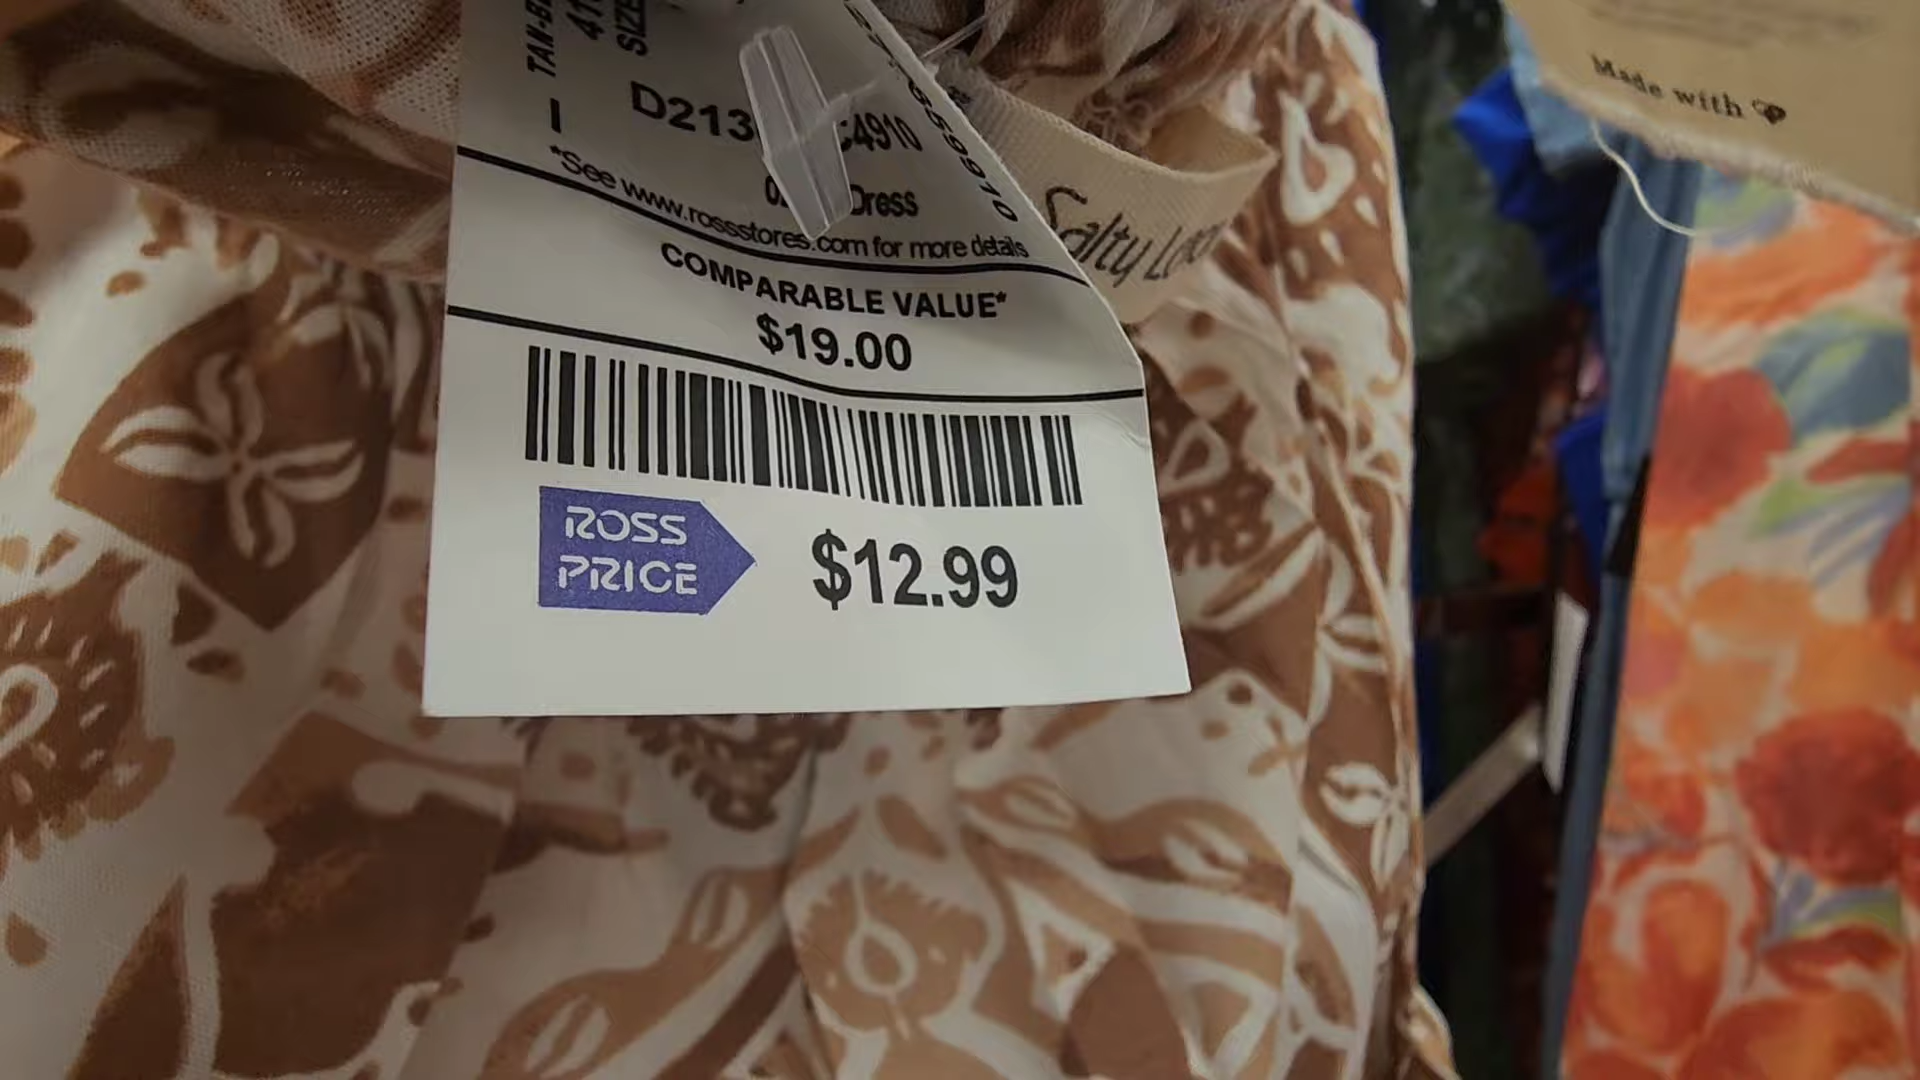 D213
C4910
Dress
*See www.rossstores.com for more details
COMPARABLE VALUE*
$19.00
ROSS
PRICE
$12.99
Salty
Made with